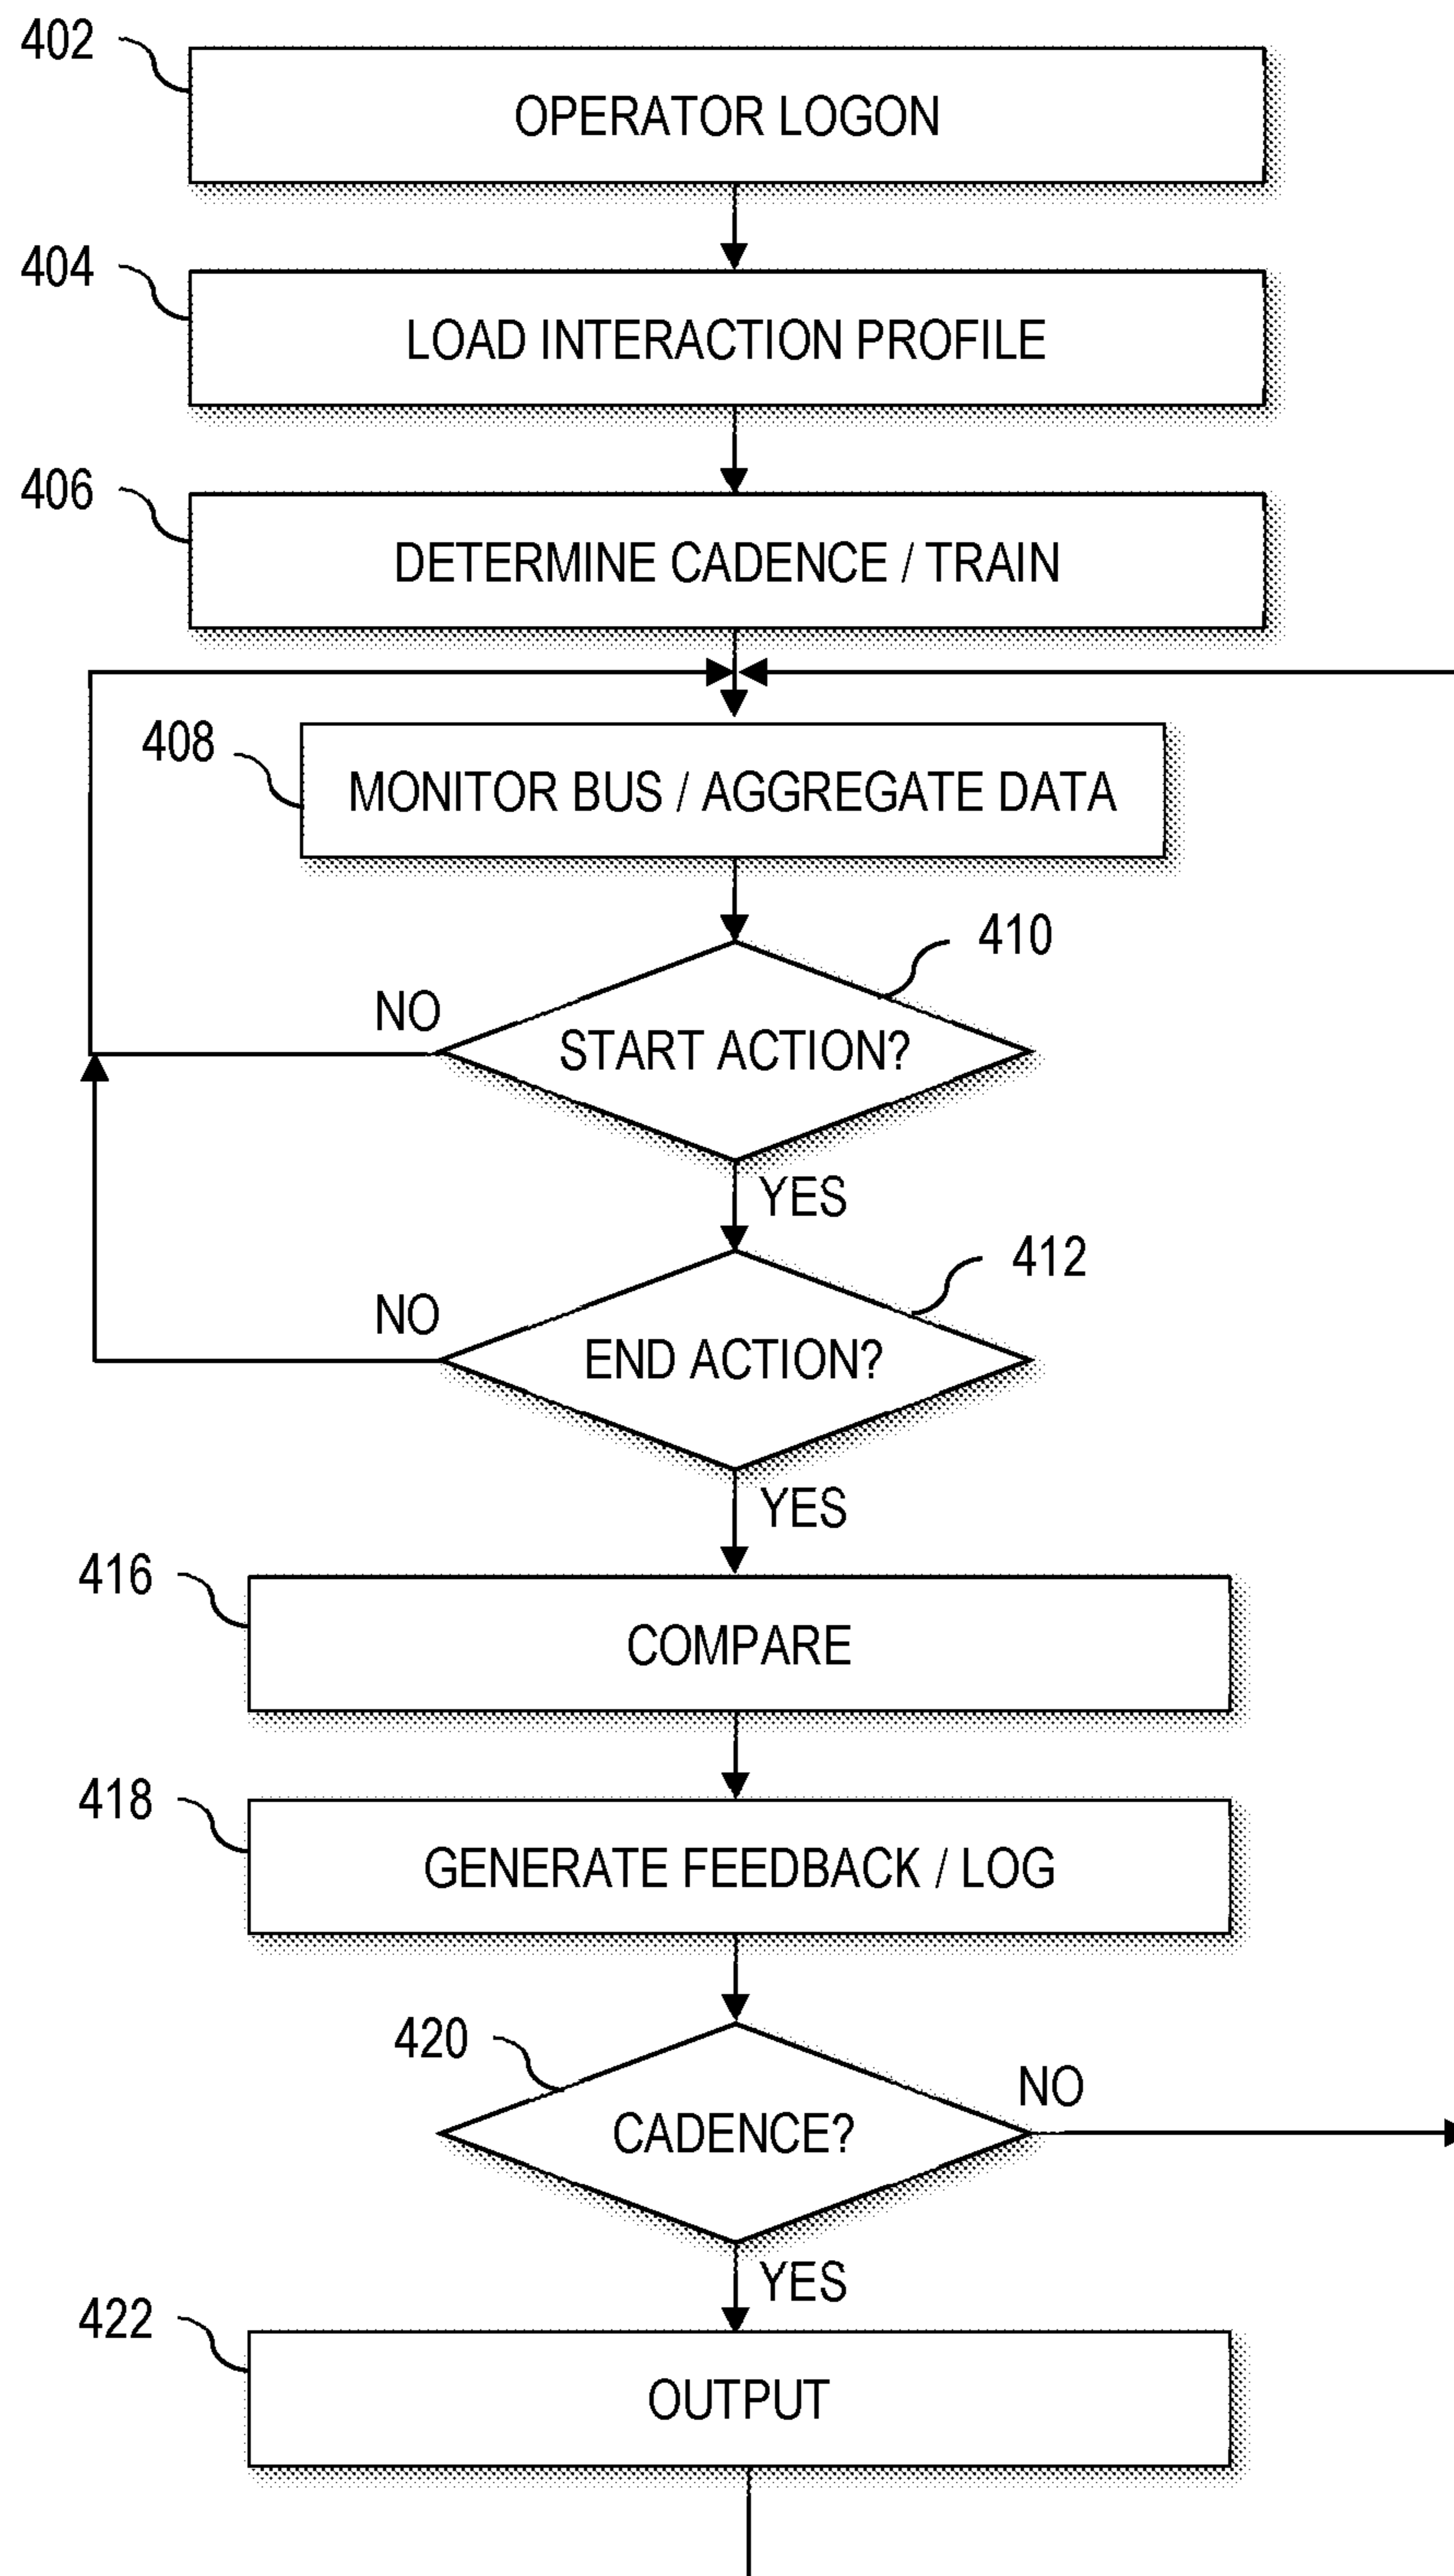 402
OPERATOR LOGON
404
LOAD INTERACTION PROFILE
406
DETERMINE CADENCE / TRAIN
408
MONITOR BUS / AGGREGATE DATA
410
NO
START ACTION?
YES
412
NO
END ACTION?
YES
416
COMPARE
418
GENERATE FEEDBACK / LOG
420
NO
CADENCE?
YES
422
OUTPUT